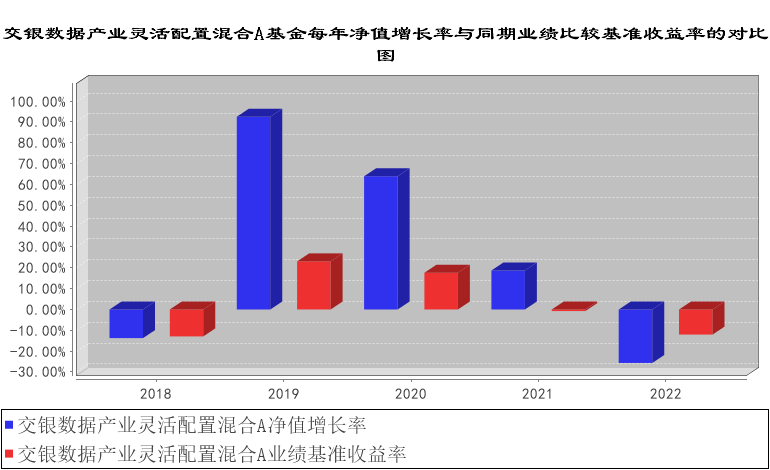 交银数据产业灵活配置混合A基金每年净值增长率与同期业绩比较基准收益率的对比
图
100.00%
90.00%
80.00%
70.00%
60.00%
50.00%
40.00%
30.00%
20.00%
10.00%
0.00%
-10.00%
-20.00%
-30.00%
2018 2019 2020 2021 2022
交银数据产业灵活配置混合A净值增长率
交银数据产业灵活配置混合A业绩基准收益率